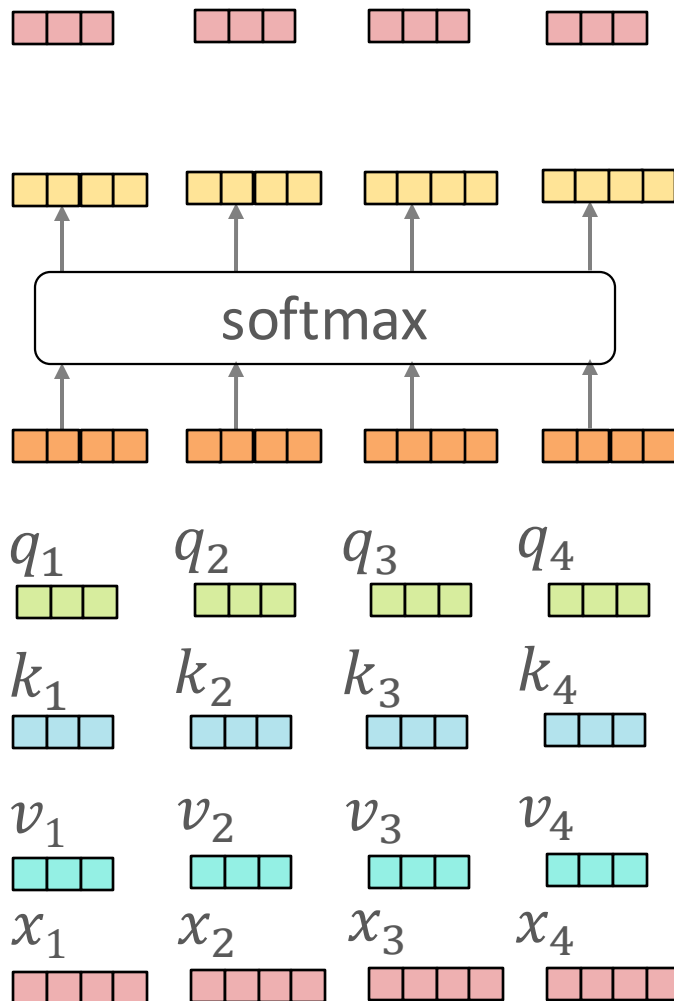 softmax
q₁ q₂ q₃ q₄
k₁ k₂ k₃ k₄
v₁ v₂ v₃ v₄
x₁ x₂ x₃ x₄